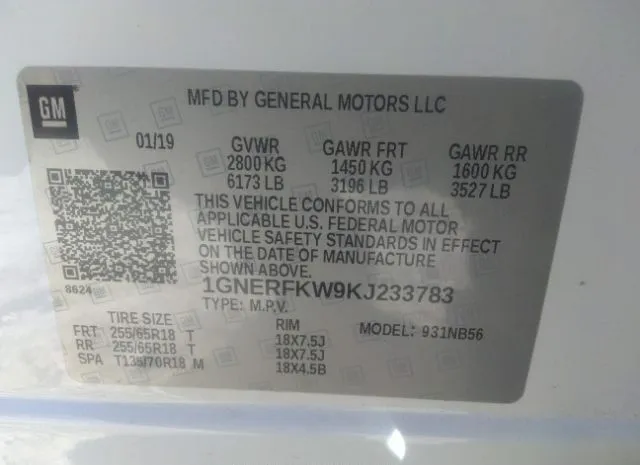 GM
MFD BY GENERAL MOTORS LLC
01/19 GVWR GAWR FRT GAWR RR
2800 KG 1450 KG 1600 KG
6173 LB 3196 LB 3527 LB
THIS VEHICLE CONFORMS TO ALL
APPLICABLE U.S. FEDERAL MOTOR
VEHICLE SAFETY STANDARDS IN EFFECT
ON THE DATE OF MANUFACTURE
SHOWN ABOVE.
8624 1GNERFKW9KJ233783
TYPE: M.P.V.
TIRE SIZE RIM MODEL: 931NB56
FRT 255/65R18 T 18X7.5J
RR 255/65R18 T 18X7.5J
SPA T135/70R18 M 18X4.5B